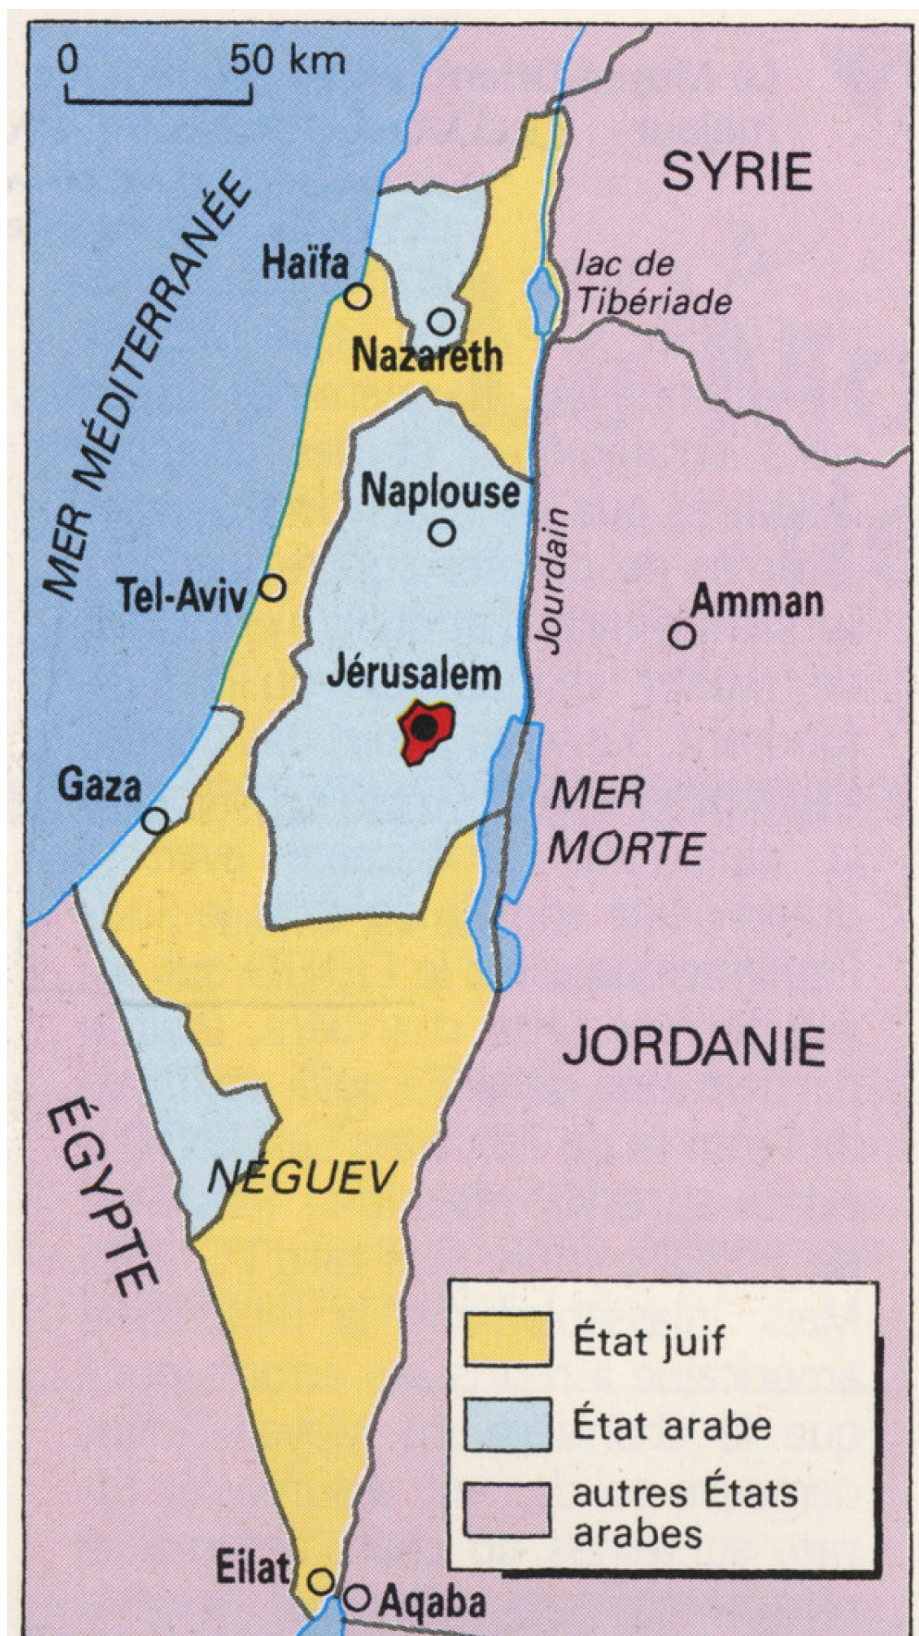 0 50 km
SYRIE
MER MÉDITERRANÉE
Haïfa
lac de
Tibériade
Nazareth
Naplouse
Jourdain
Tel-Aviv
Amman
Jérusalem
Gaza
MER
MORTE
JORDANIE
ÉGYPTE
NÉGUEV
État juif
État arabe
autres États
arabes
Eilat
Aqaba